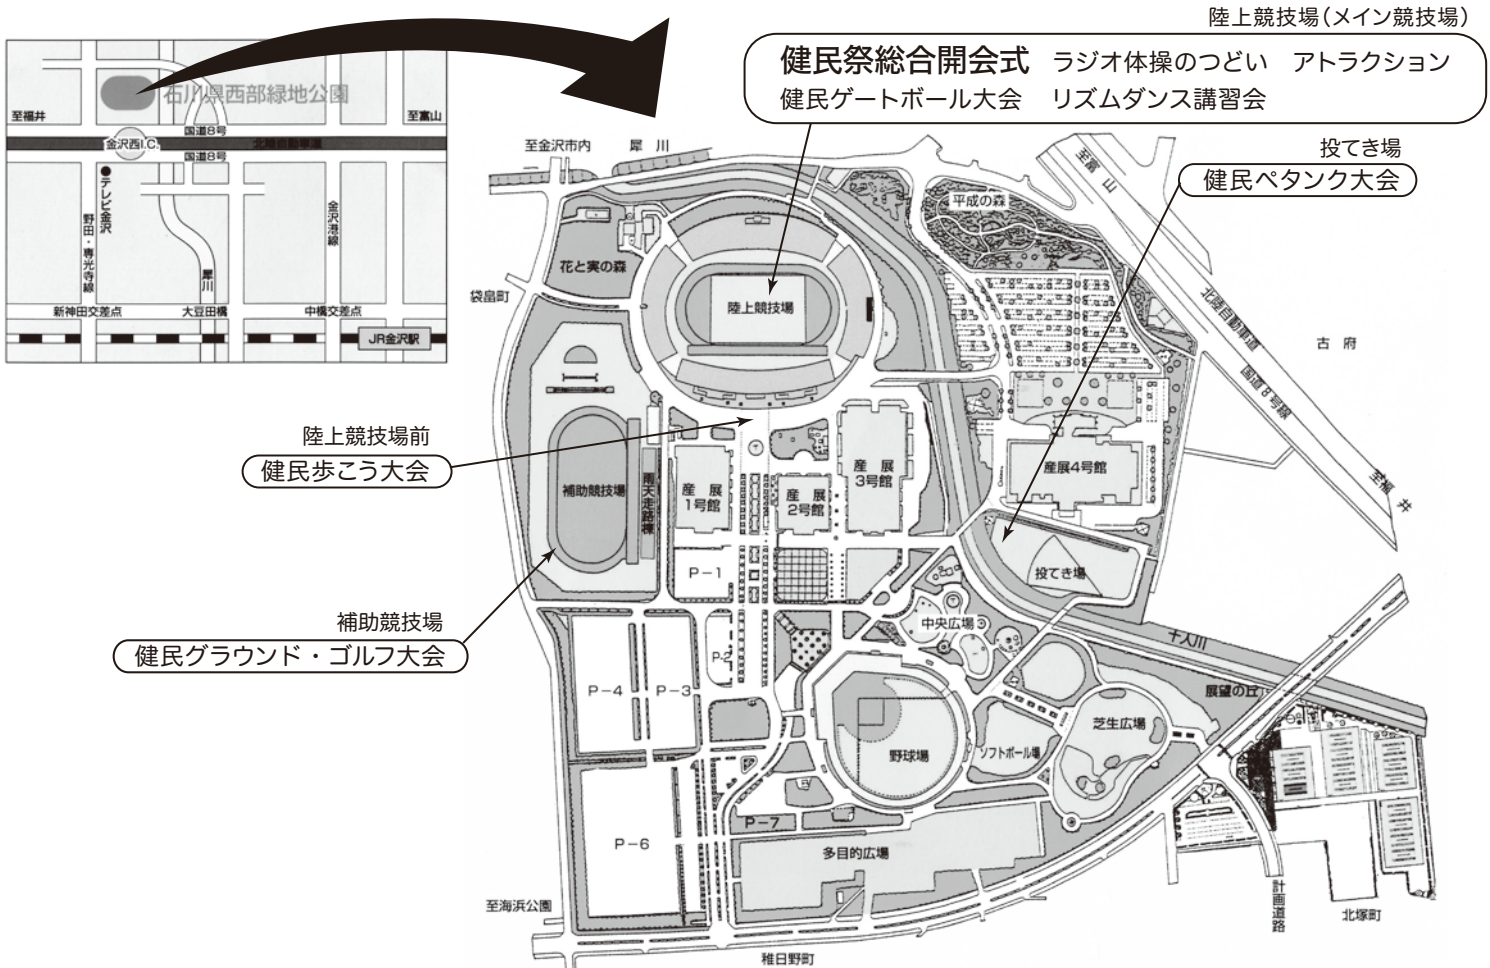 陸上競技場(メイン競技場)
健民祭総合開会式 ラジオ体操のつどい アトラクション
健民ゲートボール大会 リズムダンス講習会
投てき場
健民ペタンク大会
陸上競技場前
健民歩こう大会
補助競技場
健民グラウンド・ゴルフ大会
石川県西部緑地公園
至福井
国道8号
至富山
金沢西I.C.
北陸自動車道
国道8号
テレビ金沢
野田・専光寺線
犀川
金沢港線
新神田交差点
大豆田橋
中橋交差点
JR金沢駅
至金沢市内
犀川
至富山
平成の森
花と実の森
袋畠町
陸上競技場
北陸自動車道
古府
国道8号線
至福井
補助競技場
雨天走路棟
産展
1号館
産展
2号館
産展
3号館
産展4号館
P-1
投てき場
中央広場
十人川
P-2
P-4
P-3
展望の丘
芝生広場
野球場
ソフトボール場
P-7
P-6
多目的広場
至海浜公園
計画道路
北塚町
稚日野町